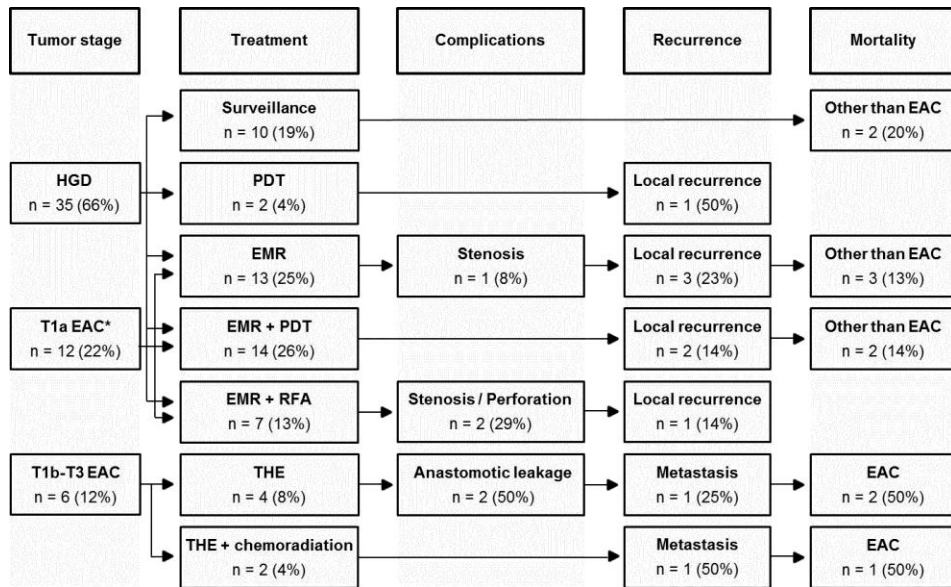 Tumor stage
Treatment
Complications
Recurrence
Mortality
Surveillance
n = 10 (19%)
Other than EAC
n = 2 (20%)
HGD
n = 35 (66%)
PDT
n = 2 (4%)
Local recurrence
n = 1 (50%)
EMR
n = 13 (25%)
Stenosis
n = 1 (8%)
Local recurrence
n = 3 (23%)
Other than EAC
n = 3 (13%)
T1a EAC*
n = 12 (22%)
EMR + PDT
n = 14 (26%)
Local recurrence
n = 2 (14%)
Other than EAC
n = 2 (14%)
EMR + RFA
n = 7 (13%)
Stenosis / Perforation
n = 2 (29%)
Local recurrence
n = 1 (14%)
T1b-T3 EAC
n = 6 (12%)
THE
n = 4 (8%)
Anastomotic leakage
n = 2 (50%)
Metastasis
n = 1 (25%)
EAC
n = 2 (50%)
THE + chemoradiation
n = 2 (4%)
Metastasis
n = 1 (50%)
EAC
n = 1 (50%)